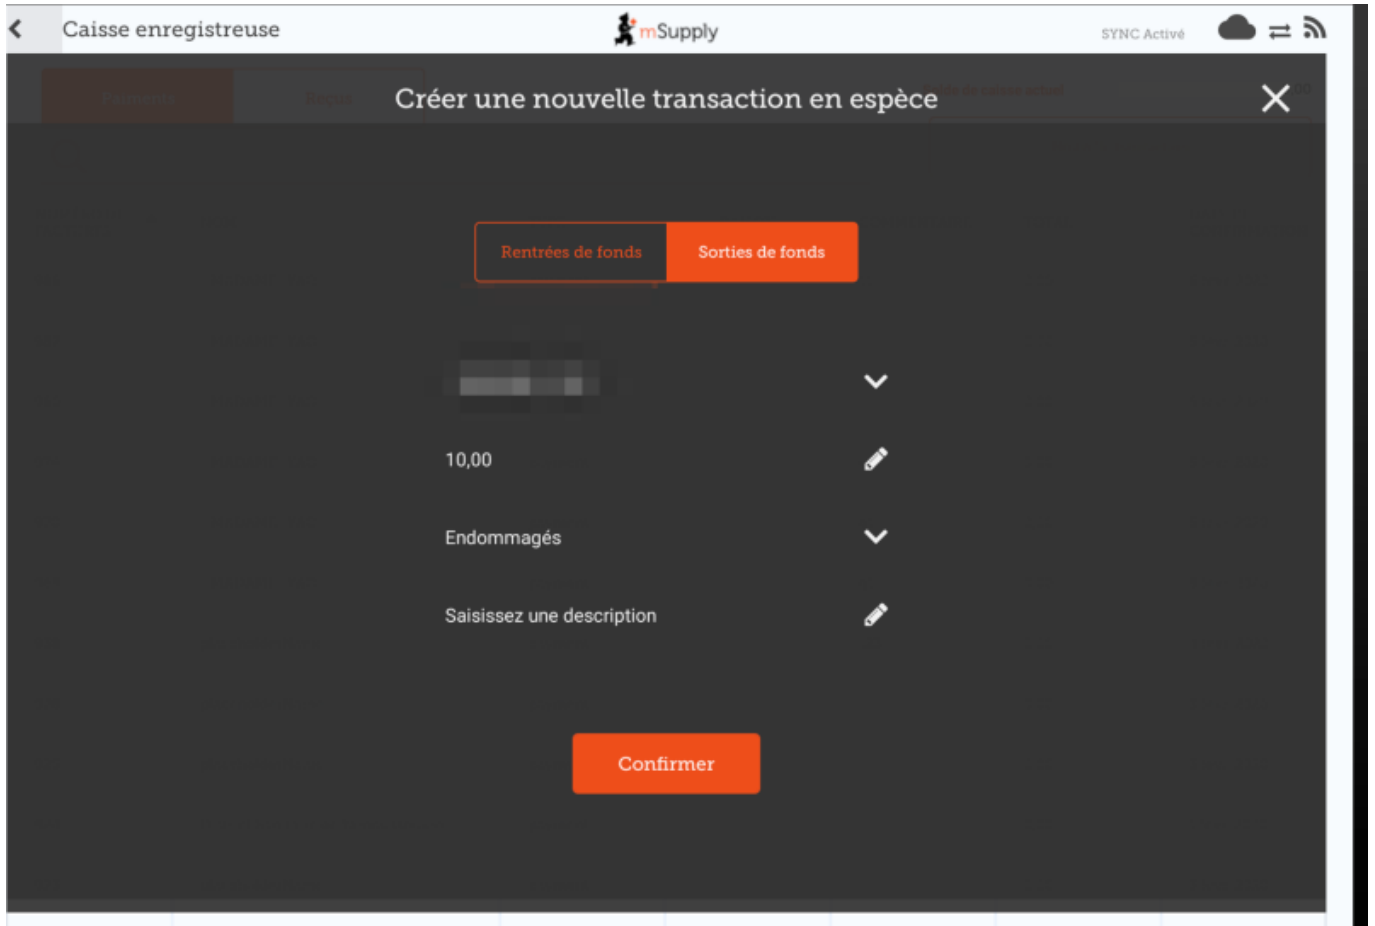 Caisse enregistreuse
mSupply
SYNC Activé
Créer une nouvelle transaction en espèce
Rentrées de fonds
Sorties de fonds
10,00
Endommagés
Saisissez une description
Confirmer